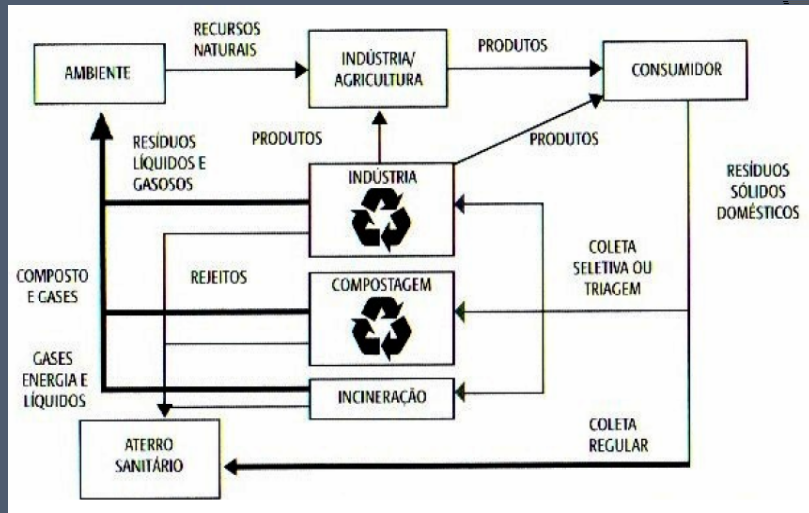 RECURSOS
NATURAIS
AMBIENTE
INDÚSTRIA/
AGRICULTURA
PRODUTOS
CONSUMIDOR
RESÍDUOS
LÍQUIDOS E
GASOSOS
PRODUTOS
PRODUTOS
INDÚSTRIA
RESÍDUOS
SÓLIDOS
DOMÉSTICOS
COMPOSTO
E GASES
REJEITOS
COMPOSTAGEM
COLETA
SELETIVA OU
TRIAGEM
GASES
ENERGIA E
LÍQUIDOS
INCINERAÇÃO
ATERRO
SANITÁRIO
COLETA
REGULAR